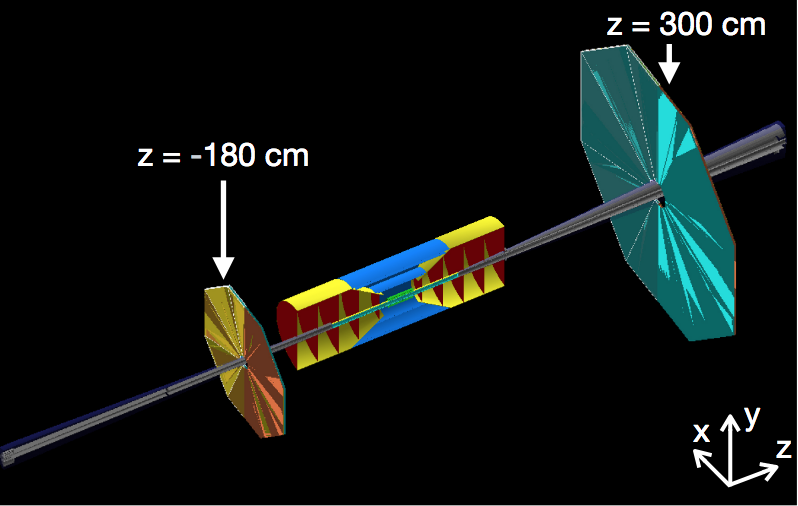 z = 300 cm
z = -180 cm
y
x
z